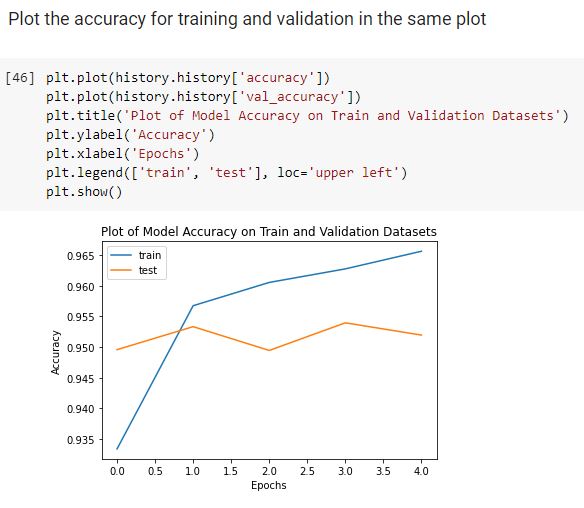 Plot the accuracy for training and validation in the same plot
[46] plt.plot(history.history['accuracy'])
plt.plot(history.history['val_accuracy'])
plt.title('Plot of Model Accuracy on Train and Validation Datasets')
plt.ylabel('Accuracy')
plt.xlabel('Epochs')
plt.legend(['train', 'test'], loc='upper left')
plt.show()
Plot of Model Accuracy on Train and Validation Datasets
train
test
0.965
0.960
0.955
0.950
0.945
0.940
0.935
Accuracy
0.0 0.5 1.0 1.5 2.0 2.5 3.0 3.5 4.0
Epochs